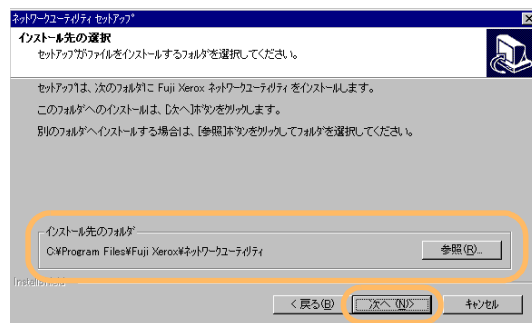 ネットワークユーティリティ セットアップ
インストール先の選択
セットアップがファイルをインストールするフォルダを選択してください。
セットアップは、次のフォルダに Fuji Xerox ネットワークユーティリティ をインストールします。
このフォルダへのインストールは、[次へ]ボタンをクリックします。
別のフォルダへインストールする場合は、[参照]ボタンをクリックしてフォルダを選択してください。
インストール先のフォルダ
C:¥Program Files¥Fuji Xerox¥ネットワークユーティリティ
参照(R)...
< 戻る(B)
次へ (N)>
キャンセル